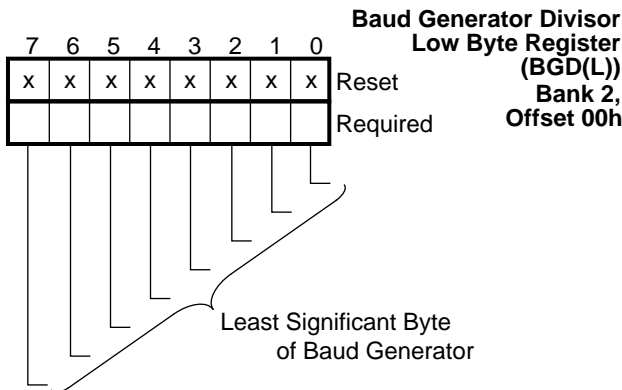 Baud Generator Divisor
Low Byte Register
(BGD(L))
Bank 2,
Offset 00h
7 6 5 4 3 2 1 0
x x x x x x x x Reset
Required
Least Significant Byte
of Baud Generator